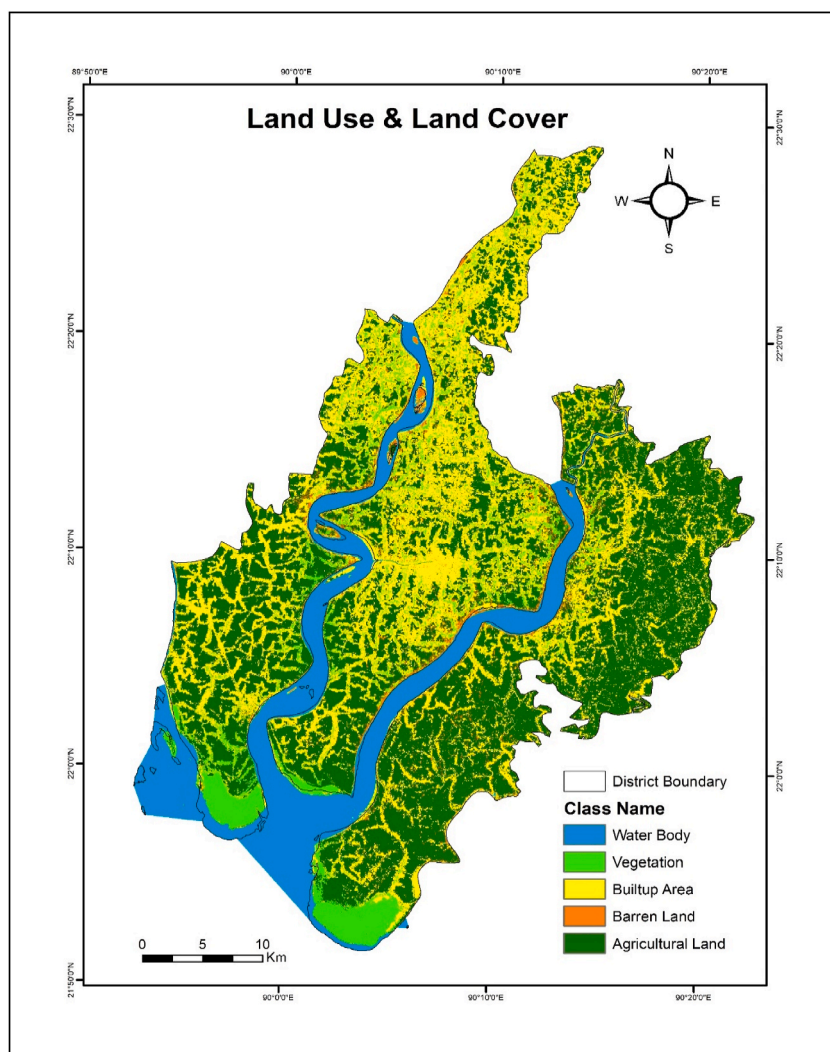 89°50'0"E 90°0'0"E 90°10'0"E 90°20'0"E
Land Use & Land Cover
N
W E
S
22°30'0"N 22°30'0"N
22°20'0"N 22°20'0"N
22°10'0"N 22°10'0"N
22°0'0"N 22°0'0"N
21°50'0"N
District Boundary
Class Name
Water Body
Vegetation
Builtup Area
Barren Land
Agricultural Land
0 5 10
Km
90°0'0"E 90°10'0"E 90°20'0"E